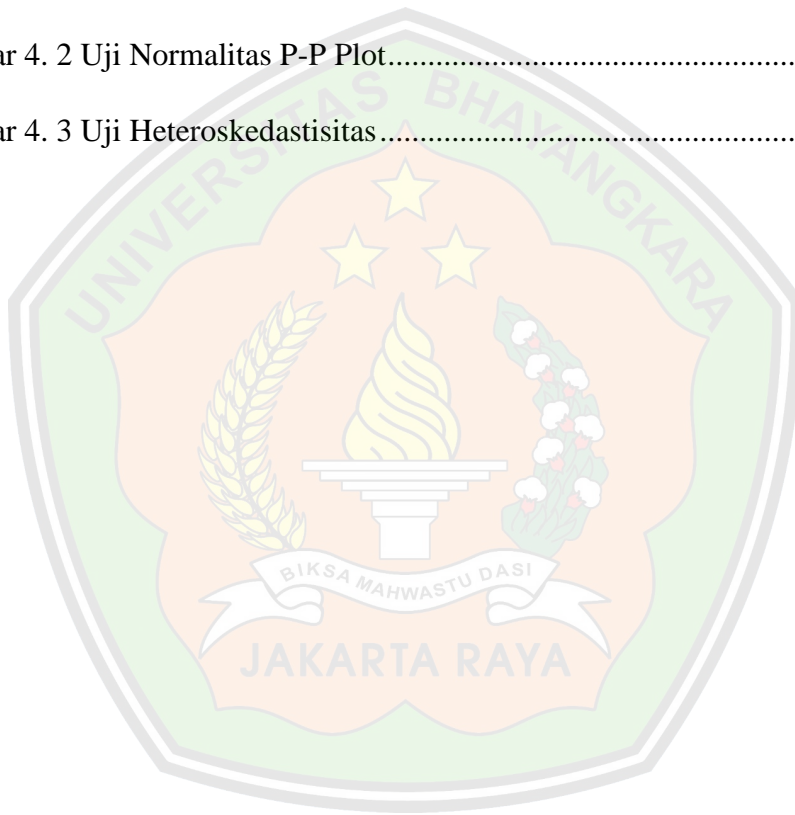 ar 4. 2 Uji Normalitas P-P Plot..................................................
ar 4. 3 Uji Heteroskedastisitas..................................................
UNIVERSITAS BHAYANGKARA
BIKSA MAHWASTU DASI
JAKARTA RAYA